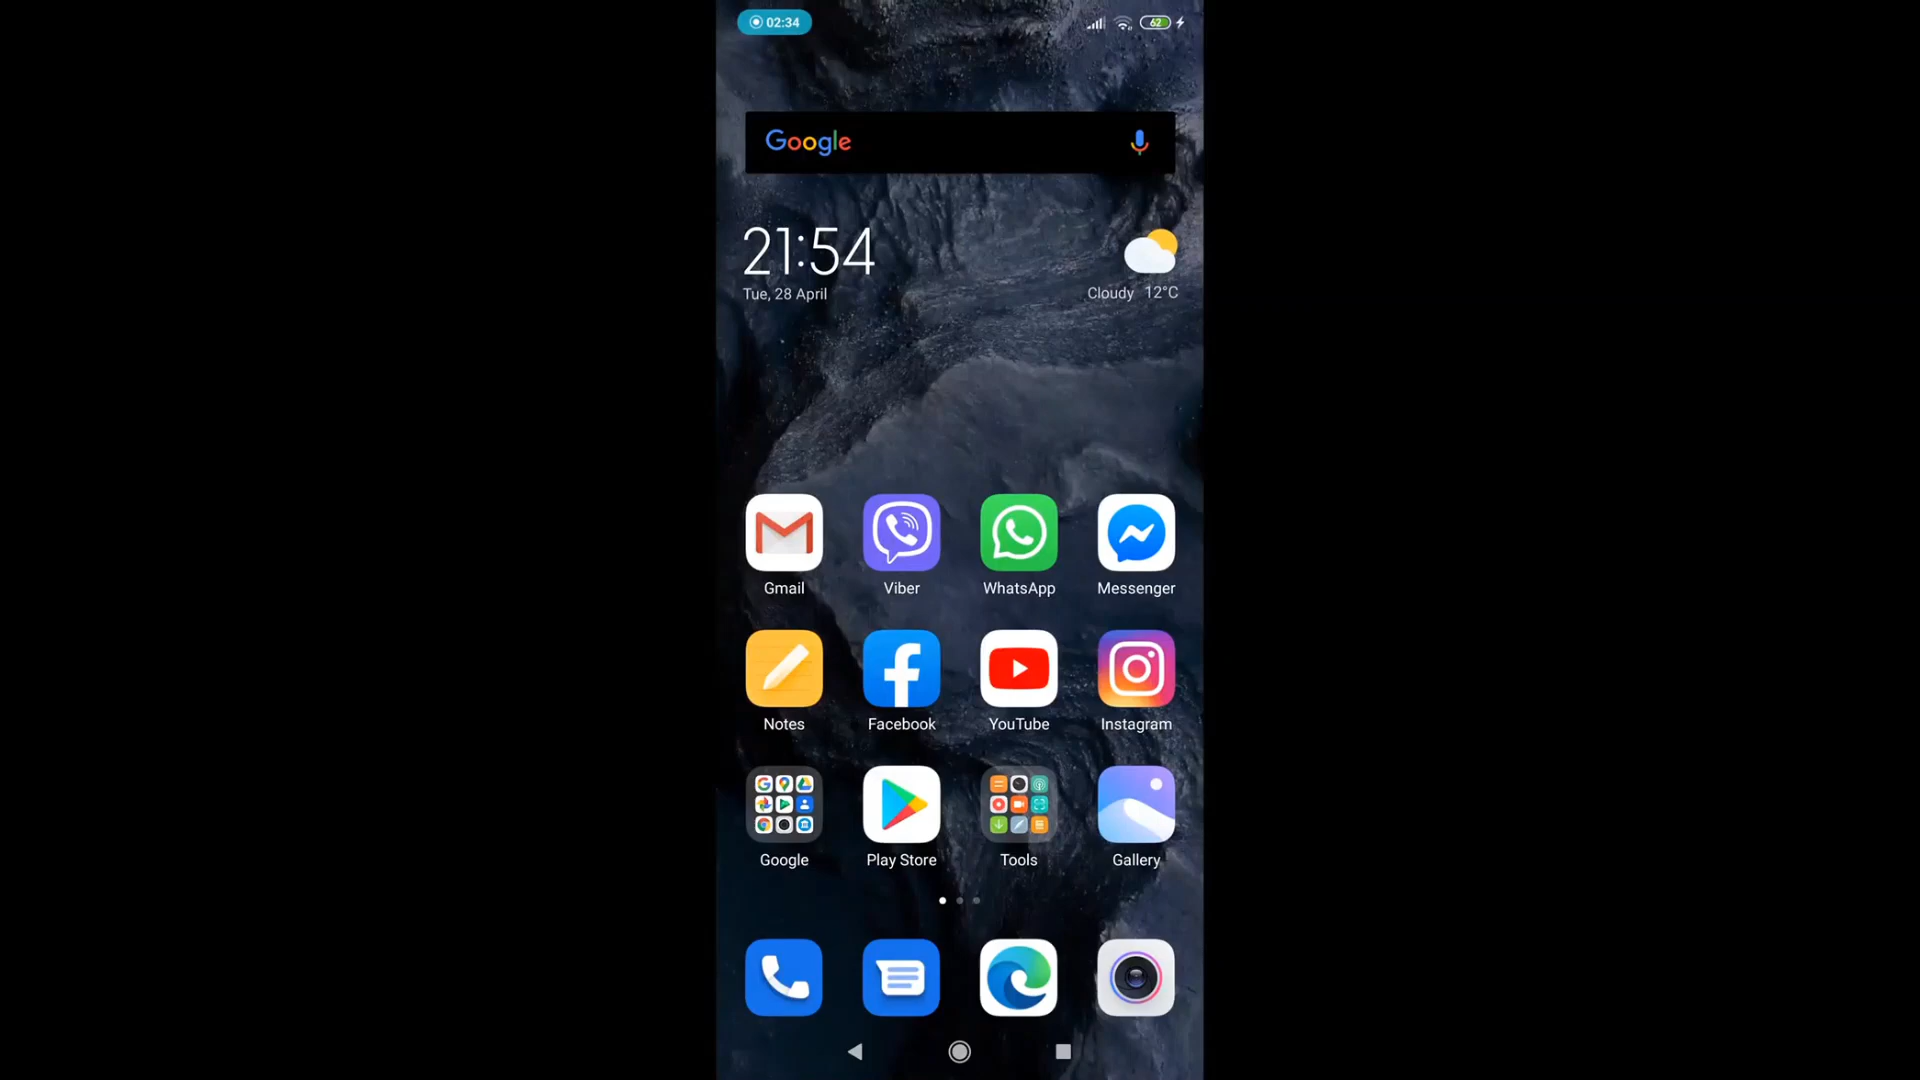 02:34
62
Google
21:54
Tue, 28 April
Cloudy 12°C
Gmail Viber WhatsApp Messenger
Notes Facebook YouTube Instagram
Google Play Store Tools Gallery